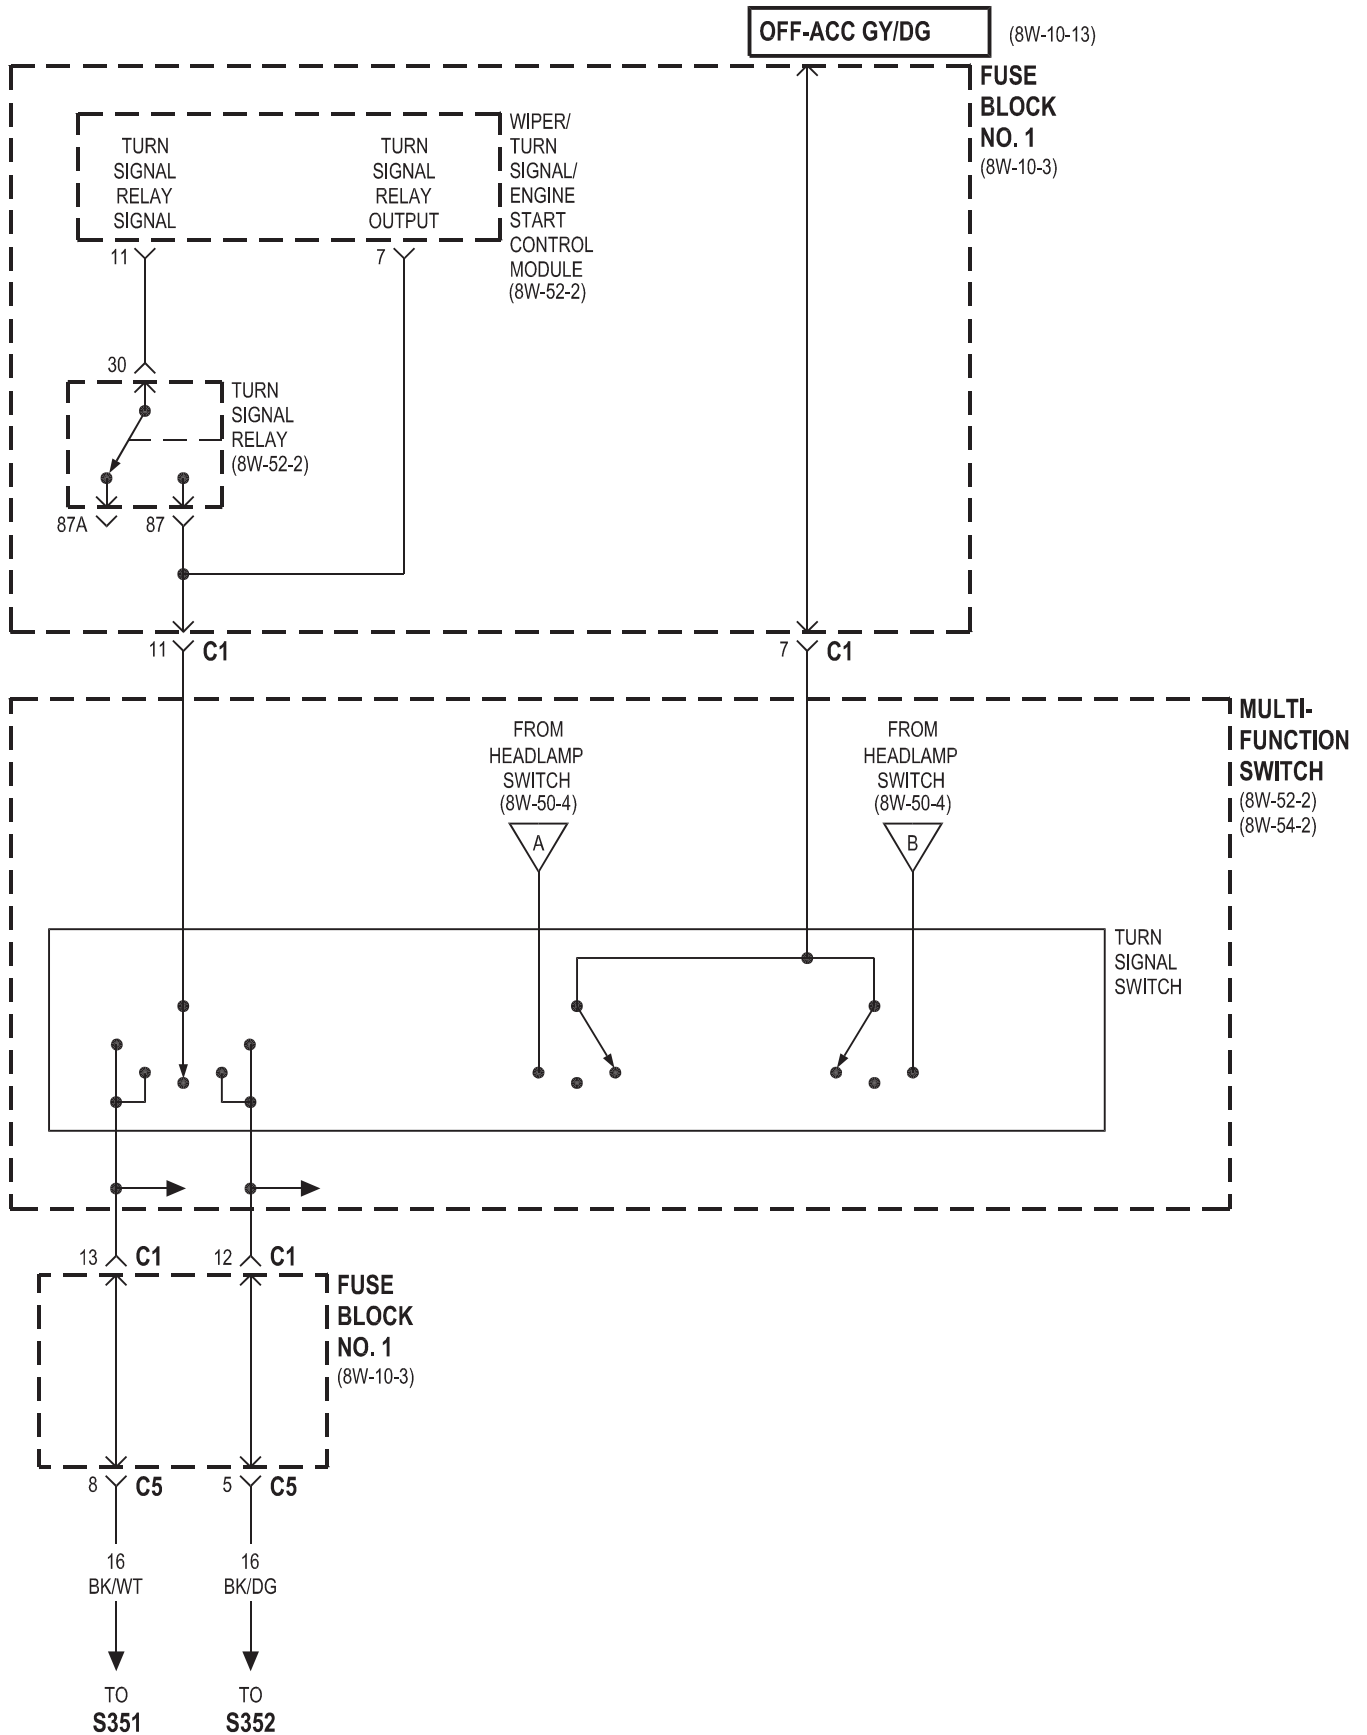 OFF-ACC GY/DG
(8W-10-13)
FUSE
BLOCK
NO. 1
(8W-10-3)
TURN
SIGNAL
RELAY
SIGNAL
TURN
SIGNAL
RELAY
OUTPUT
WIPER/
TURN
SIGNAL/
ENGINE
START
CONTROL
MODULE
(8W-52-2)
11
7
30
TURN
SIGNAL
RELAY
(8W-52-2)
87A
87
11 C1
7 C1
MULTI-
FUNCTION
SWITCH
(8W-52-2)
(8W-54-2)
FROM
HEADLAMP
SWITCH
(8W-50-4)
A
FROM
HEADLAMP
SWITCH
(8W-50-4)
B
TURN
SIGNAL
SWITCH
13 C1
12 C1
FUSE
BLOCK
NO. 1
(8W-10-3)
8 C5
5 C5
16
BK/WT
16
BK/DG
TO
S351
TO
S352